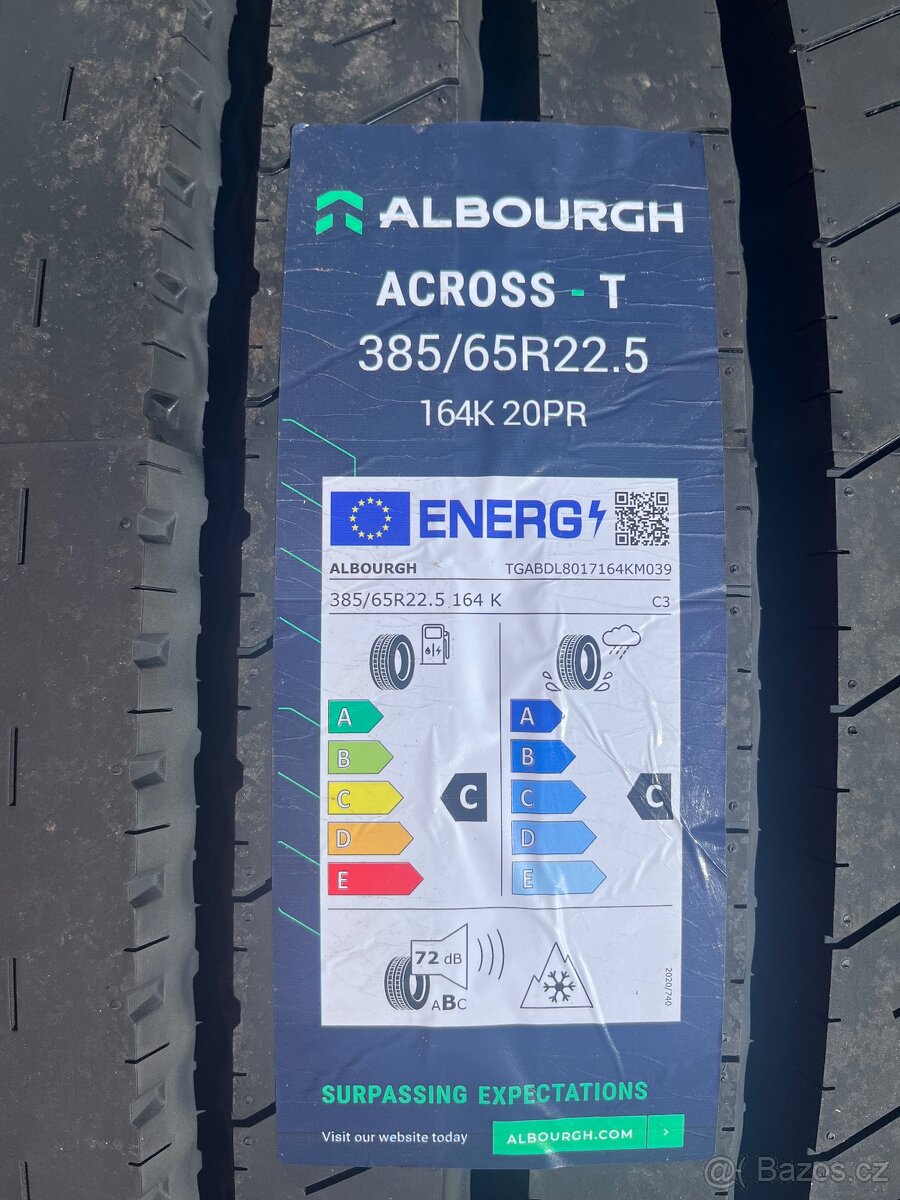 ALBOURGH
ACROSS - T
385/65R22.5
164K 20PR
ENERG
ALBOURGH TGABDL8017164KM039
385/65R22.5 164 K C3
A A
B B
C C C C
D D
E E
72 dB
ABC
2020/740
SURPASSING EXPECTATIONS
Visit our website today ALBOURGH.COM >
@{ Bazos.cz